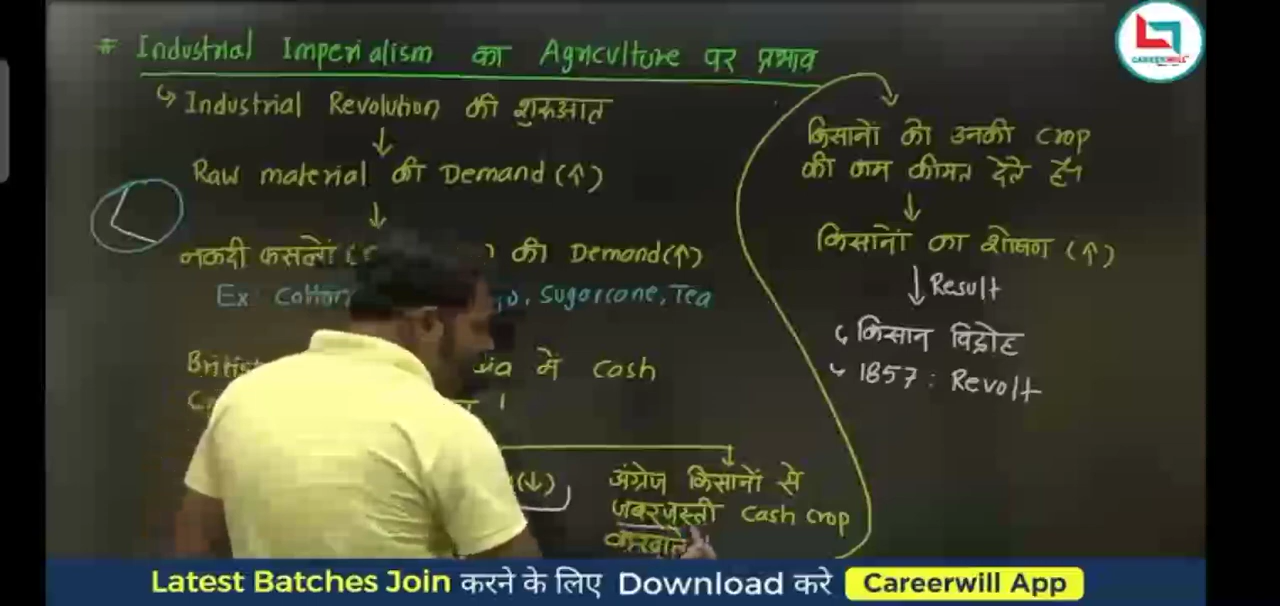 # Industrial Imperialism का Agriculture पर प्रभाव
↳ Industrial Revolution की शुरुआत
↓
Raw material की Demand (↑)
↓
नकदी फसलों ( ) की Demand(↑)
Ex Cotton , Sugarcane, Tea
में Cash
(↓)
अंग्रेज किसानों से
जबरजस्ती Cash crop
करवाते
किसानों को उनकी Crop
की कम कीमत देते हैं।
↓
किसानों का शोषण (↑)
↓ Result
↳ किसान विद्रोह
↳ 1857 : Revolt
CAREERWILL
Latest Batches Join करने के लिए Download करे Careerwill App